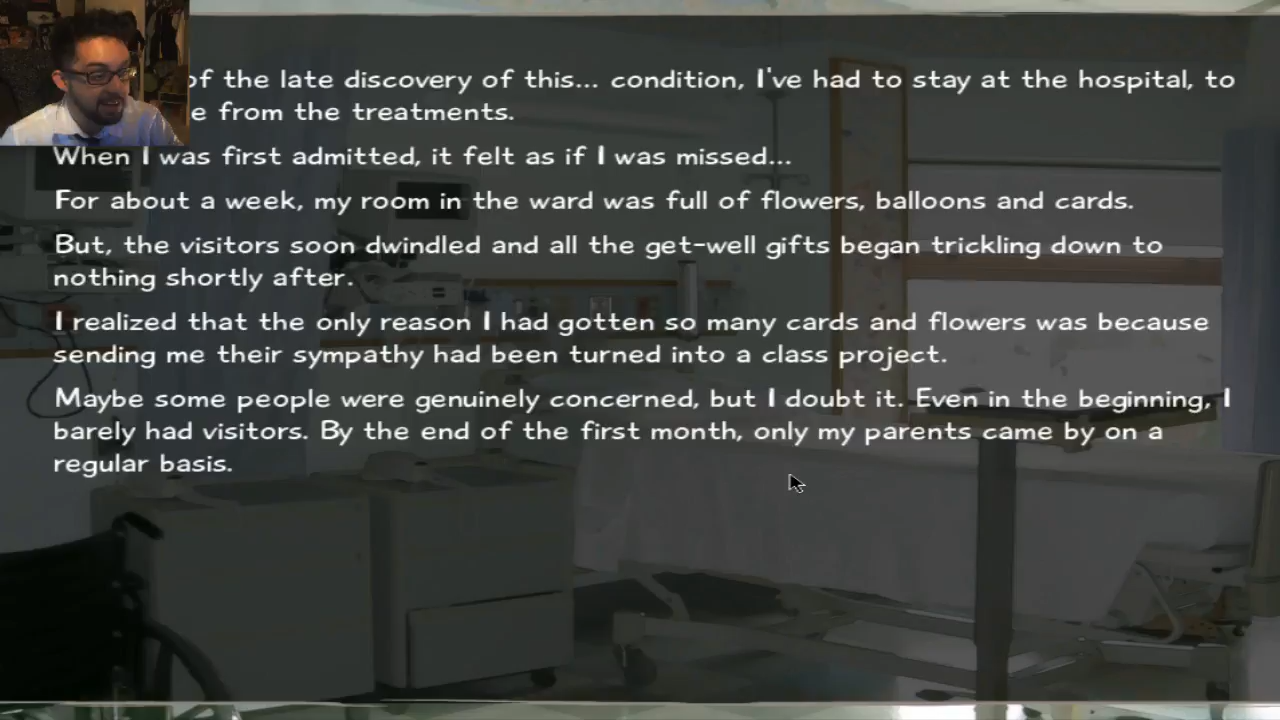 of the late discovery of this... condition, I've had to stay at the hospital, to
from the treatments.
When I was first admitted, it felt as if I was missed...
For about a week, my room in the ward was full of flowers, balloons and cards.
But, the visitors soon dwindled and all the get-well gifts began trickling down to
nothing shortly after.
I realized that the only reason I had gotten so many cards and flowers was because
sending me their sympathy had been turned into a class project.
Maybe some people were genuinely concerned, but I doubt it. Even in the beginning, I
barely had visitors. By the end of the first month, only my parents came by on a
regular basis.